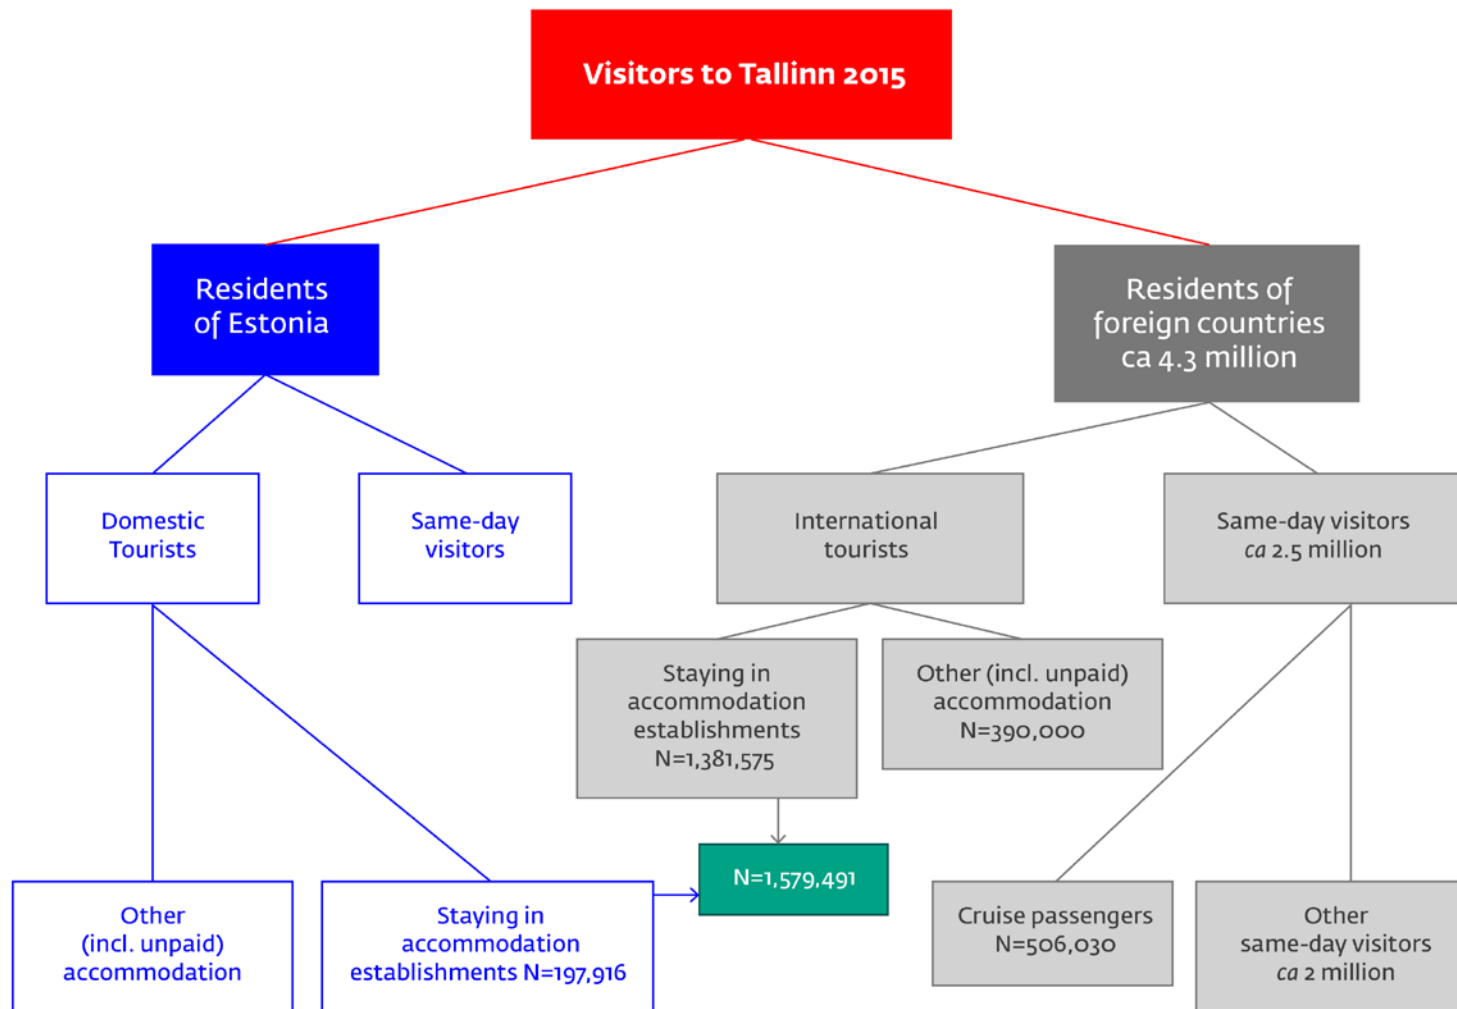 Visitors to Tallinn 2015
Residents
of Estonia
Residents of
foreign countries
ca 4.3 million
Domestic
Tourists
Same-day
visitors
International
tourists
Same-day visitors
ca 2.5 million
Staying in
accommodation
establishments
N=1,381,575
Other (incl. unpaid)
accommodation
N=390,000
N=1,579,491
Other
(incl. unpaid)
accommodation
Staying in
accommodation
establishments N=197,916
Cruise passengers
N=506,030
Other
same-day visitors
ca 2 million